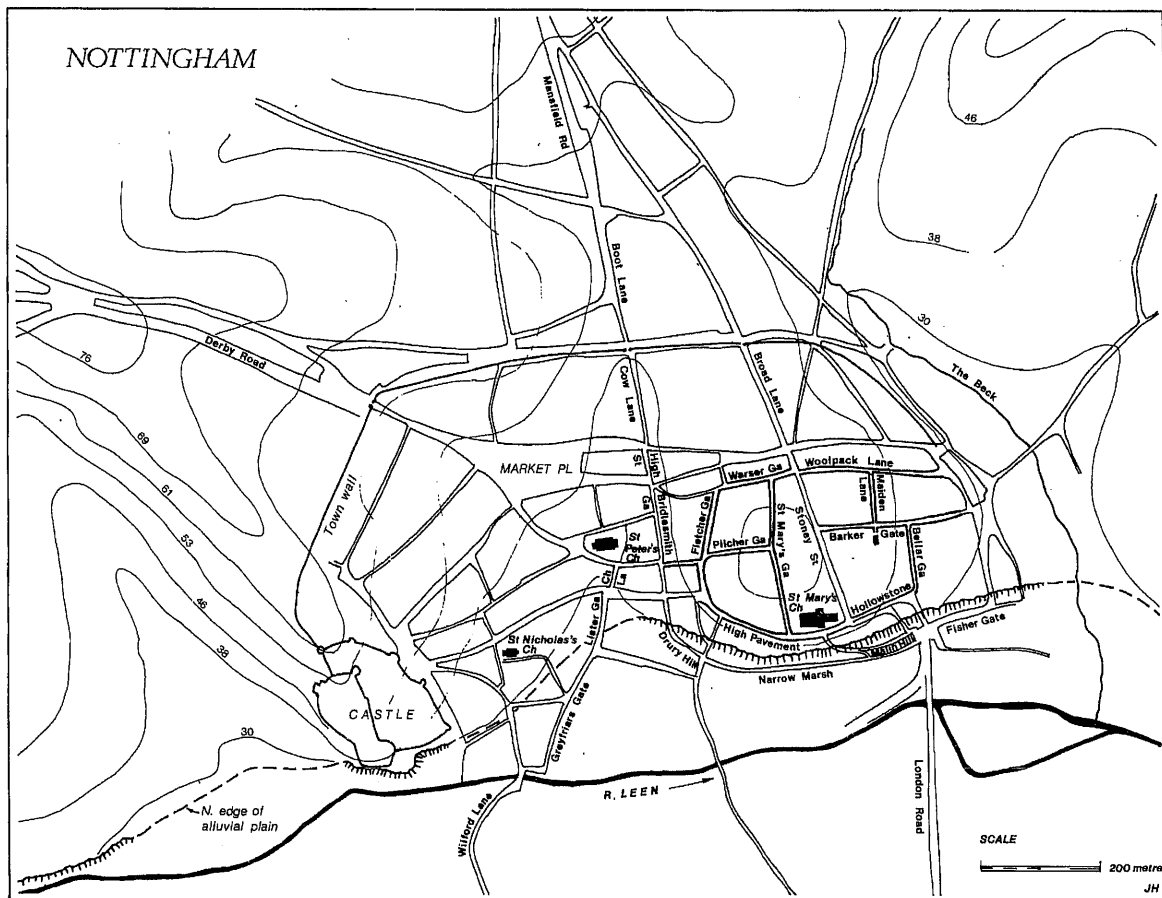 NOTTINGHAM
Mansfield Rd
46
38
Boot Lane
30
Derby Road
76
The Beck
Cow Lane
Broad Lane
69
61
53
46
38
Town wall
MARKET PL
High
St
Warser Ga
Woolpack Lane
Bridlesmith
Ga
Fletcher Ga
Maiden
Lane
St
Peter's
Ch
Pilcher Ga
St Mary's Ga
Stoney
St
Barker
Gate
Bellar Ga
Ch
La
St Mary's
Ch
Hollowstone
Lister Ga
St Nicholas's
Ch
High Pavement
Malin Hill
Fisher Gate
Drury Hill
Narrow Marsh
CASTLE
Greyfriars Gate
30
R. LEEN
London Road
N. edge of
alluvial plain
Wilford Lane
SCALE
200 metre
JH